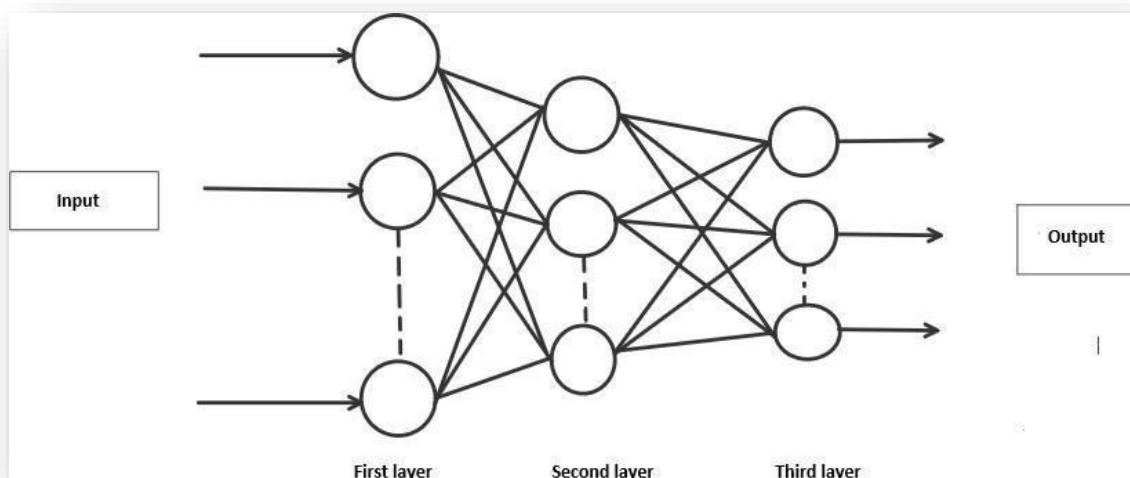 Input
Output
First layer
Second layer
Third layer